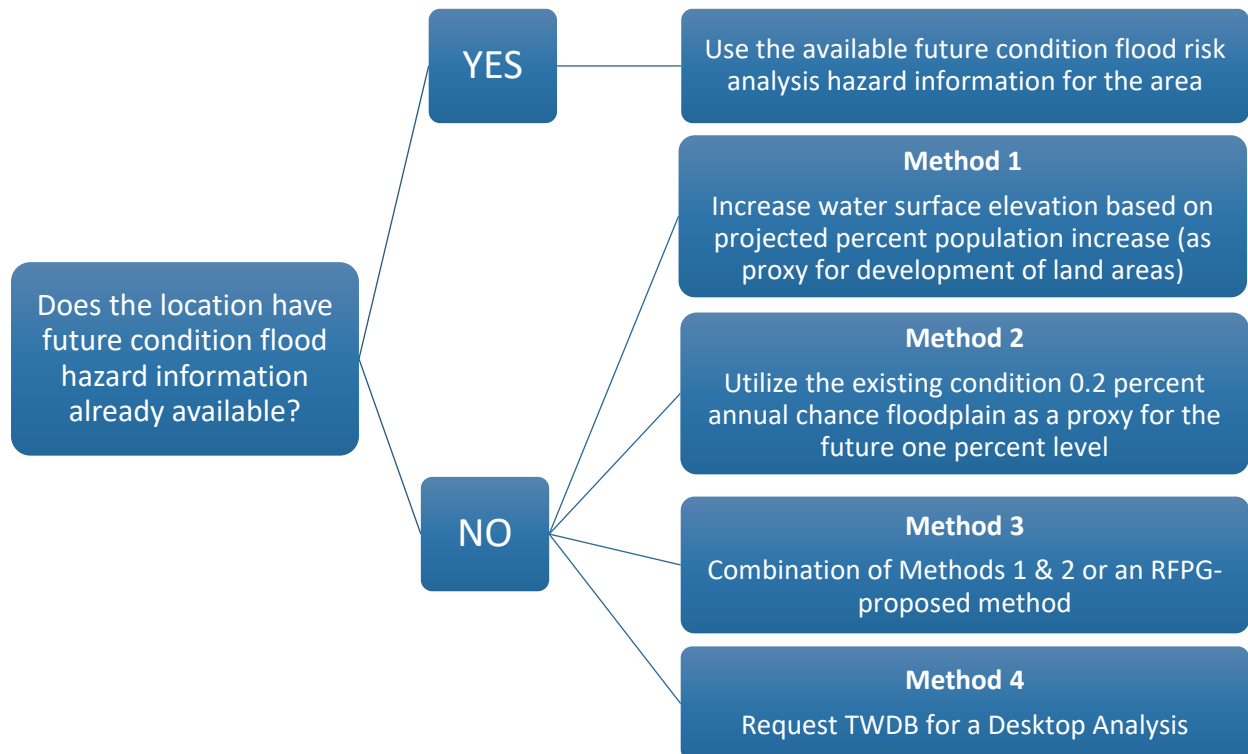 Does the location have
future condition flood
hazard information
already available?
YES
Use the available future condition flood risk
analysis hazard information for the area
NO
Method 1
Increase water surface elevation based on
projected percent population increase (as
proxy for development of land areas)
Method 2
Utilize the existing condition 0.2 percent
annual chance floodplain as a proxy for the
future one percent level
Method 3
Combination of Methods 1 & 2 or an RFPG-
proposed method
Method 4
Request TWDB for a Desktop Analysis